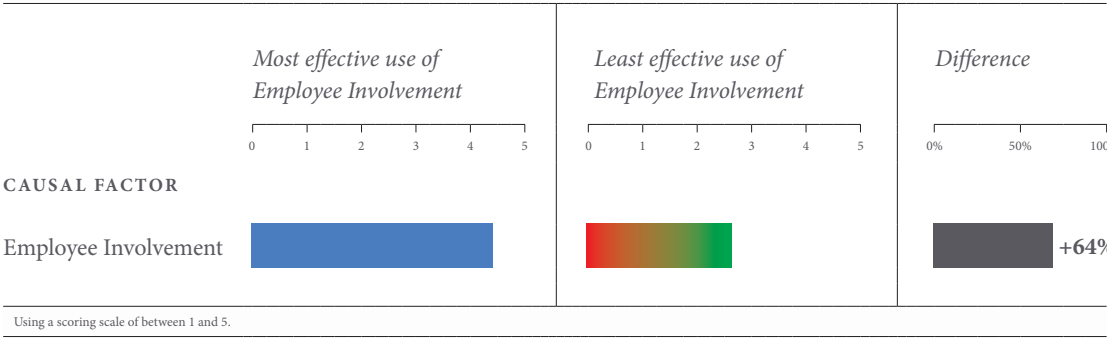 Most effective use of
Employee Involvement
Least effective use of
Employee Involvement
Difference
0 1 2 3 4 5
0 1 2 3 4 5
0% 50% 100
CAUSAL FACTOR
Employee Involvement
+64%
Using a scoring scale of between 1 and 5.